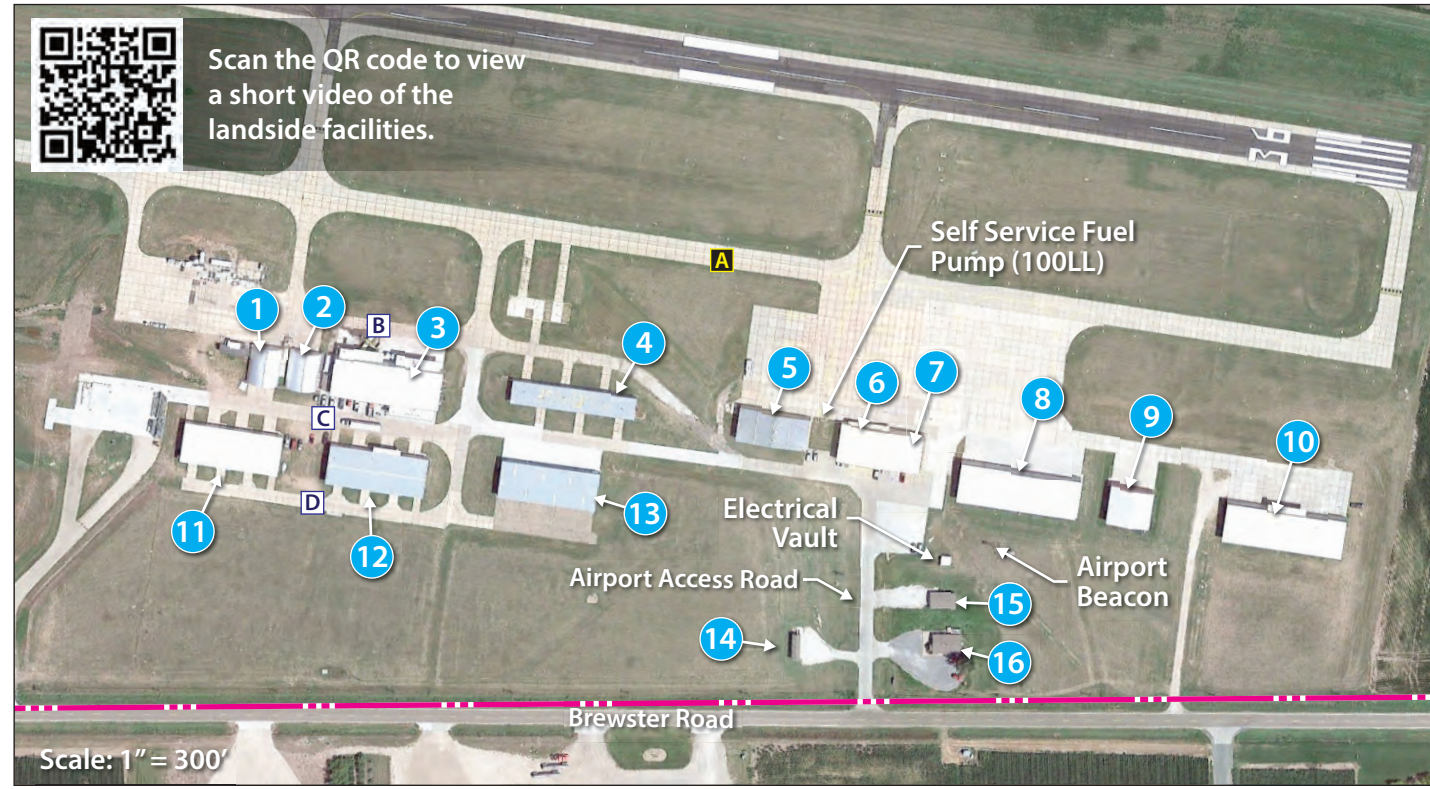 Scan the QR code to view
a short video of the
landside facilities.
36
A
Self Service Fuel
Pump (100LL)
1
2
B
3
4
5
6
7
8
9
10
C
11
D
12
13
Electrical
Vault
Airport Access Road
Airport
Beacon
14
15
16
Brewster Road
Scale: 1" = 300'